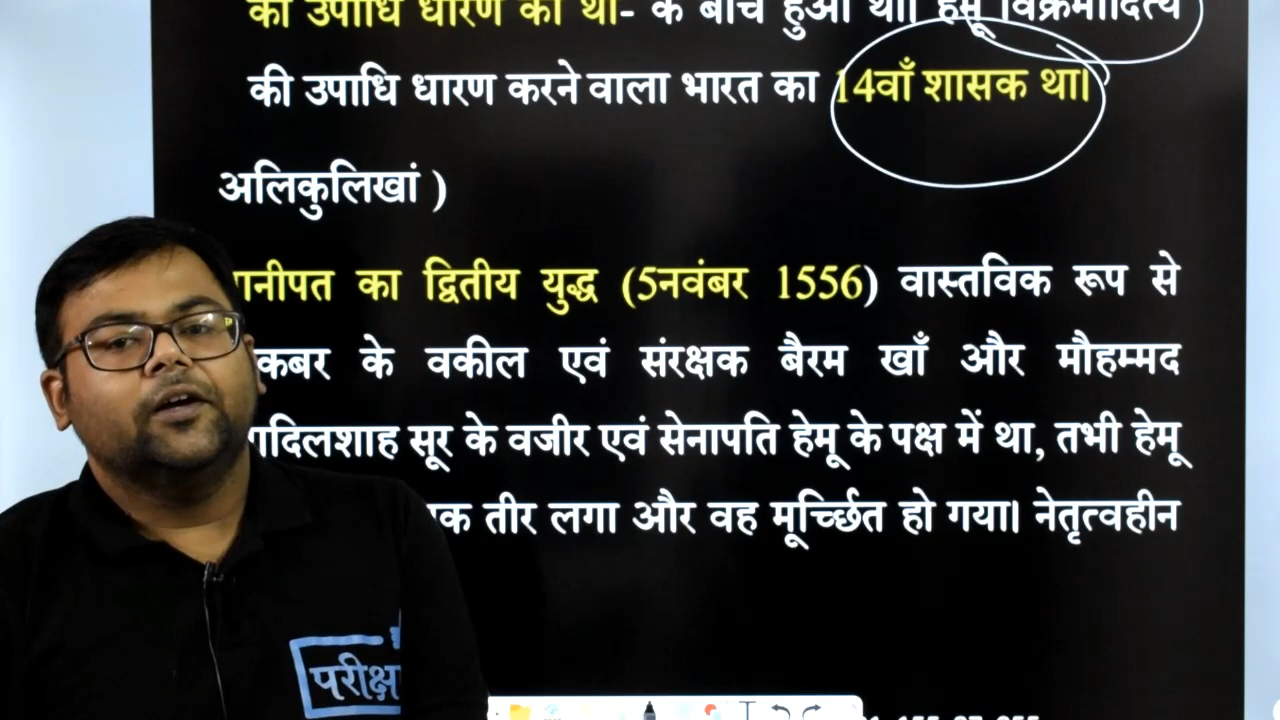 की उपाधि धारण की थी- के बीच हुआ था। हेमू विक्रमादित्य
की उपाधि धारण करने वाला भारत का 14वाँ शासक था।
अलिकुलिखां )
ानीपत का द्वितीय युद्ध (5नवंबर 1556) वास्तविक रूप से
कबर के वकील एवं संरक्षक बैरम खाँ और मौहम्मद
ादिलशाह सूर के वजीर एवं सेनापति हेमू के पक्ष में था, तभी हेमू
क तीर लगा और वह मूर्च्छित हो गया। नेतृत्वहीन
परीक्ष